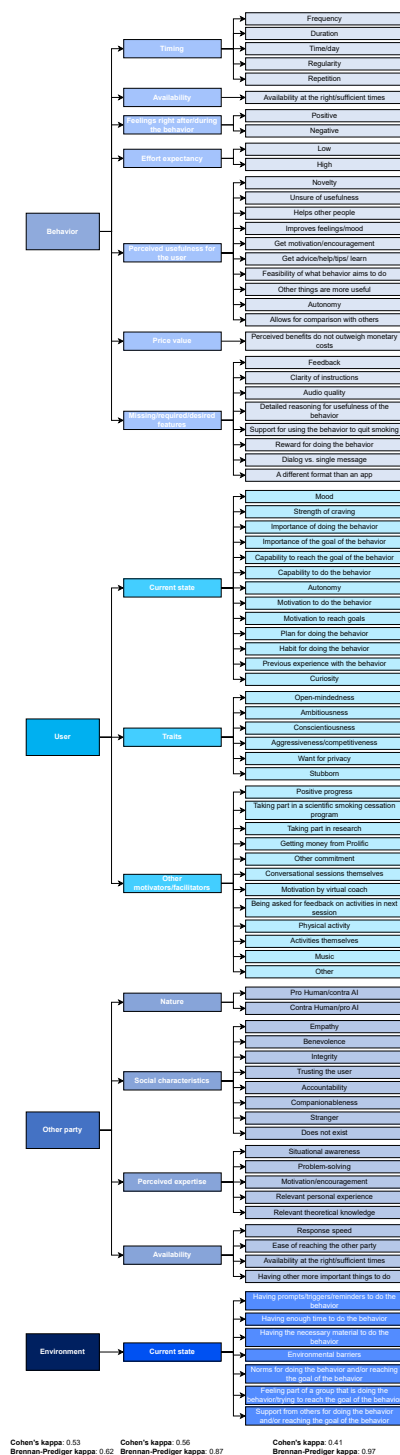 Behavior
Timing
Frequency
Duration
Time/day
Regularity
Repetition
Availability
Availability at the right/sufficient times
Feelings right after/during
the behavior
Positive
Negative
Effort expectancy
Low
High
Perceived usefulness for
the user
Novelty
Unsure of usefulness
Helps other people
Improves feelings/mood
Get motivation/encouragement
Get advice/help/tips/ learn
Feasibility of what behavior aims to do
Other things are more useful
Autonomy
Allows for comparison with others
Price value
Perceived benefits do not outweigh monetary
costs
Missing/required/desired
features
Feedback
Clarity of instructions
Audio quality
Detailed reasoning for usefulness of the
behavior
Support for using the behavior to quit smoking
Reward for doing the behavior
Dialog vs. single message
A different format than an app
User
Current state
Mood
Strength of craving
Importance of doing the behavior
Importance of the goal of the behavior
Capability to reach the goal of the behavior
Capability to do the behavior
Autonomy
Motivation to do the behavior
Motivation to reach goals
Plan for doing the behavior
Habit for doing the behavior
Previous experience with the behavior
Curiosity
Traits
Open-mindedness
Ambitiousness
Conscientiousness
Aggressiveness/competitiveness
Want for privacy
Stubborn
Other
motivators/facilitators
Positive progress
Taking part in a scientific smoking cessation
program
Taking part in research
Getting money from Prolific
Other commitment
Conversational sessions themselves
Motivation by virtual coach
Being asked for feedback on activities in next
session
Physical activity
Activities themselves
Music
Other
Other party
Nature
Pro Human/contra AI
Contra Human/pro AI
Social characteristics
Empathy
Benevolence
Integrity
Trusting the user
Accountability
Companionableness
Stranger
Does not exist
Perceived expertise
Situational awareness
Problem-solving
Motivation/encouragement
Relevant personal experience
Relevant theoretical knowledge
Availability
Response speed
Ease of reaching the other party
Availability at the right/sufficient times
Having other more important things to do
Environment
Current state
Having prompts/triggers/reminders to do the
behavior
Having enough time to do the behavior
Having the necessary material to do the
behavior
Environmental barriers
Norms for doing the behavior and/or reaching
the goal of the behavior
Feeling part of a group that is doing the
behavior/trying to reach the goal of the behavior
Support from others for doing the behavior
and/or reaching the goal of the behavior
Cohen's kappa: 0.53
Brennan-Prediger kappa: 0.62
Cohen's kappa: 0.56
Brennan-Prediger kappa: 0.87
Cohen's kappa: 0.41
Brennan-Prediger kappa: 0.97